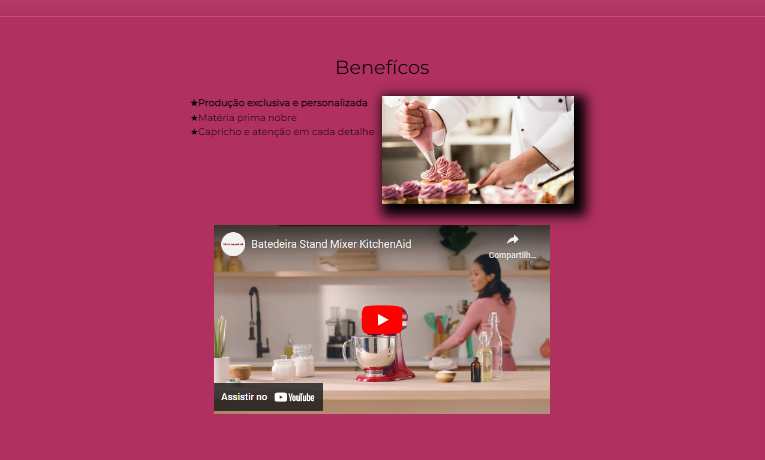 Benefícos
★Produção exclusiva e personalizada
★Matéria prima nobre
★Capricho e atenção em cada detalhe
Batedeira Stand Mixer KitchenAid
Compartilh...
Assistir no YouTube